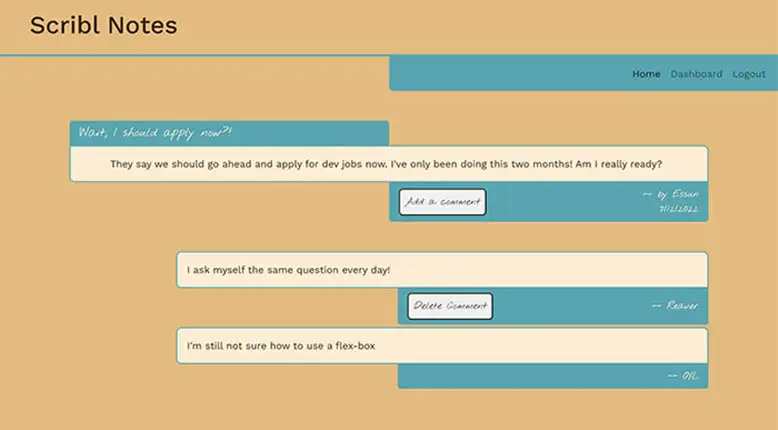 Scribl Notes
Home Dashboard Logout
Wait, I should apply now?!
They say we should go ahead and apply for dev jobs now. I've only been doing this two months! Am I really ready?
Add a comment
-- by Essun
7/12/2022
I ask myself the same question every day!
Delete Comment
-- Reaver
I'm still not sure how to use a flex-box
--